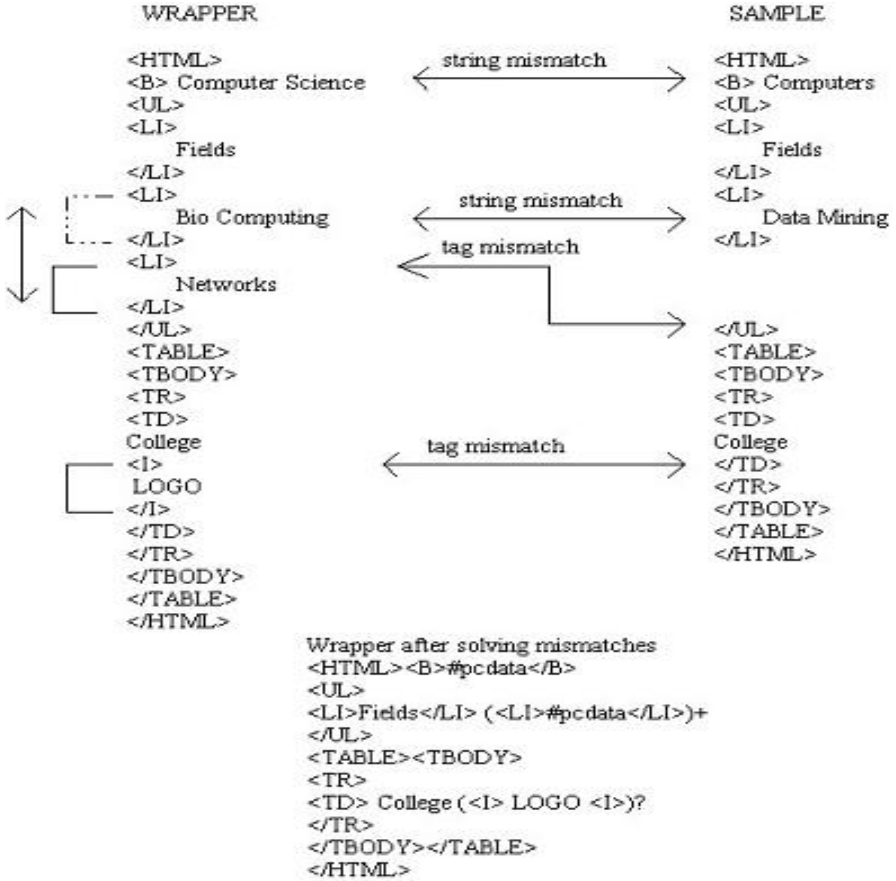 WRAPPER
<HTML>
<B> Computer Science
<UL>
<LI>
Fields
</LI>
<LI>
Bio Computing
</LI>
<LI>
Networks
</LI>
</UL>
<TABLE>
<TBODY>
<TR>
<TD>
College
<I>
LOGO
</I>
</TD>
</TR>
</TBODY>
</TABLE>
</HTML>
string mismatch
string mismatch
tag mismatch
tag mismatch
SAMPLE
<HTML>
<B> Computers
<UL>
<LI>
Fields
</LI>
<LI>
Data Mining
</LI>
</UL>
<TABLE>
<TBODY>
<TR>
<TD>
College
</TD>
</TR>
</TBODY>
</TABLE>
</HTML>
Wrapper after solving mismatches
<HTML><B>#pcdata</B>
<UL>
<LI>Fields</LI> (<LI>#pcdata</LI>)+
</UL>
<TABLE><TBODY>
<TR>
<TD> College (<I> LOGO <I>)?
</TR>
</TBODY></TABLE>
</HTML>